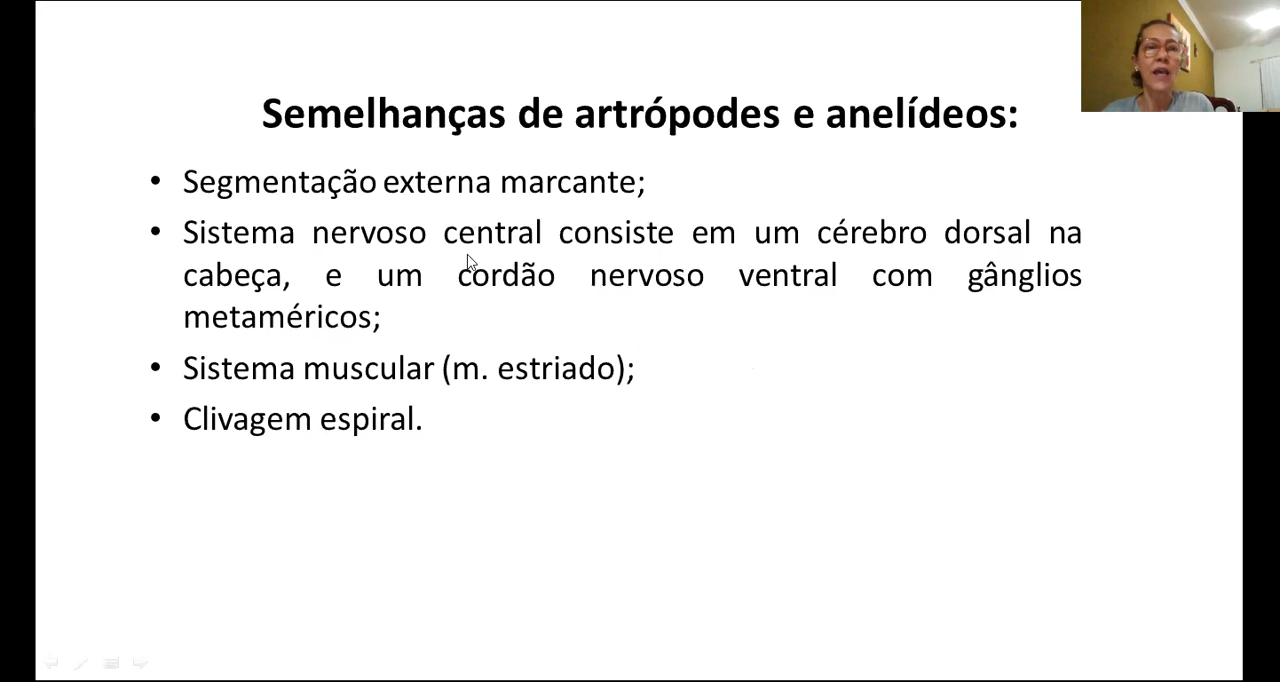 Semelhanças de artrópodes e anelídeos:
• Segmentação externa marcante;
• Sistema nervoso central consiste em um cérebro dorsal na
cabeça, e um cordão nervoso ventral com gânglios
metaméricos;
• Sistema muscular (m. estriado);
• Clivagem espiral.